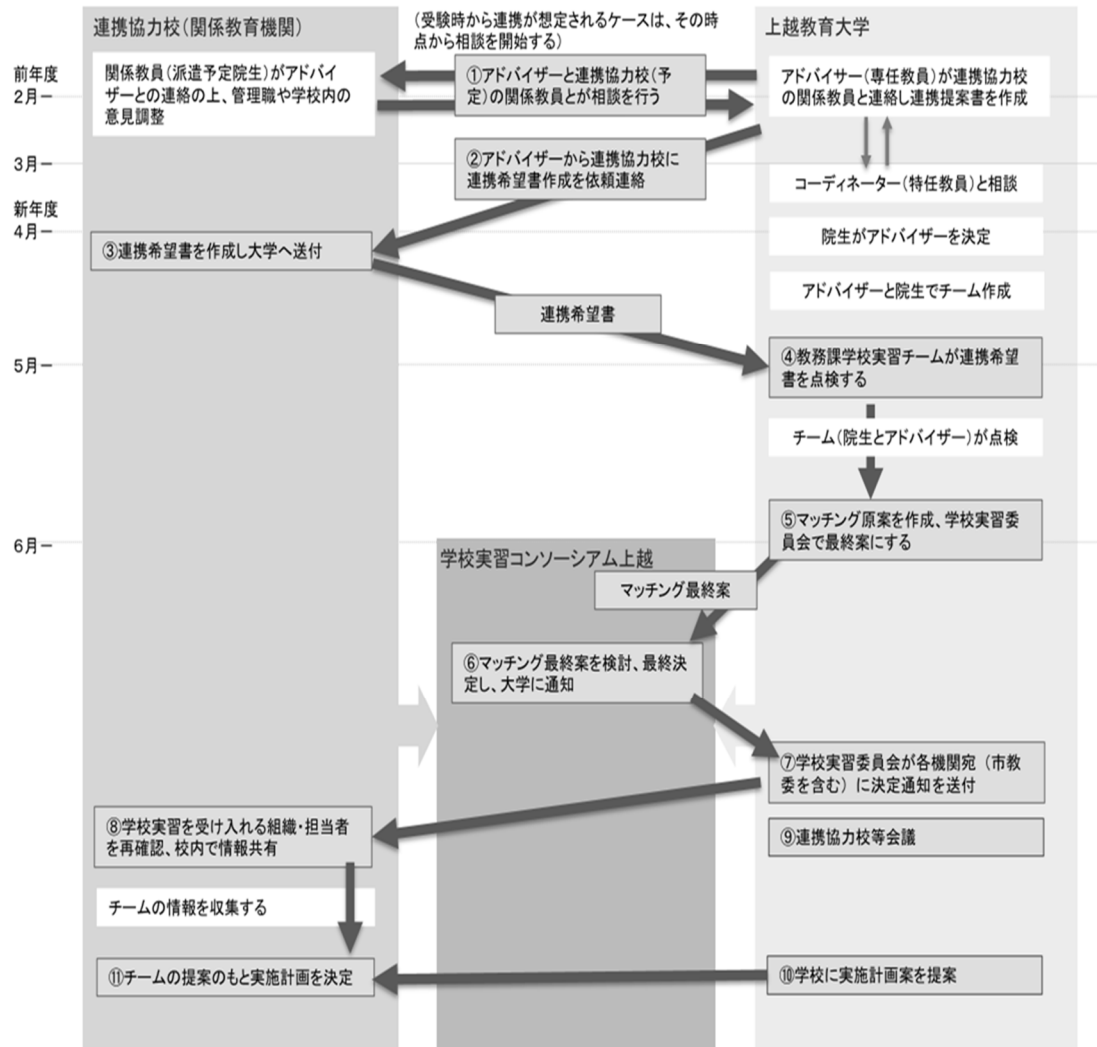 連携協力校(関係教育機関)
(受験時から連携が想定されるケースは、その時
点から相談を開始する)
上越教育大学
前年度
2月
関係教員(派遣予定院生)がアドバイ
ザーとの連絡の上、管理職や学校内の
意見調整
①アドバイザーと連携協力校(予
定)の関係教員とが相談を行う
アドバイサー(専任教員)が連携協力校
の関係教員と連絡し連携提案書を作成
3月
②アドバイザーから連携協力校に
連携希望書作成を依頼連絡
コーディネーター(特任教員)と相談
新年度
4月
③連携希望書を作成し大学へ送付
院生がアドバイザーを決定
アドバイザーと院生でチーム作成
連携希望書
5月
④教務課学校実習チームが連携希望
書を点検する
チーム(院生とアドバイザー)が点検
⑤マッチング原案を作成、学校実習委
員会で最終案にする
6月
学校実習コンソーシアム上越
マッチング最終案
⑥マッチング最終案を検討、最終決
定し、大学に通知
⑦学校実習委員会が各機関宛(市教
委を含む)に決定通知を送付
⑧学校実習を受け入れる組織・担当者
を再確認、校内で情報共有
⑨連携協力校等会議
チームの情報を収集する
⑪チームの提案のもと実施計画を決定
⑩学校に実施計画案を提案